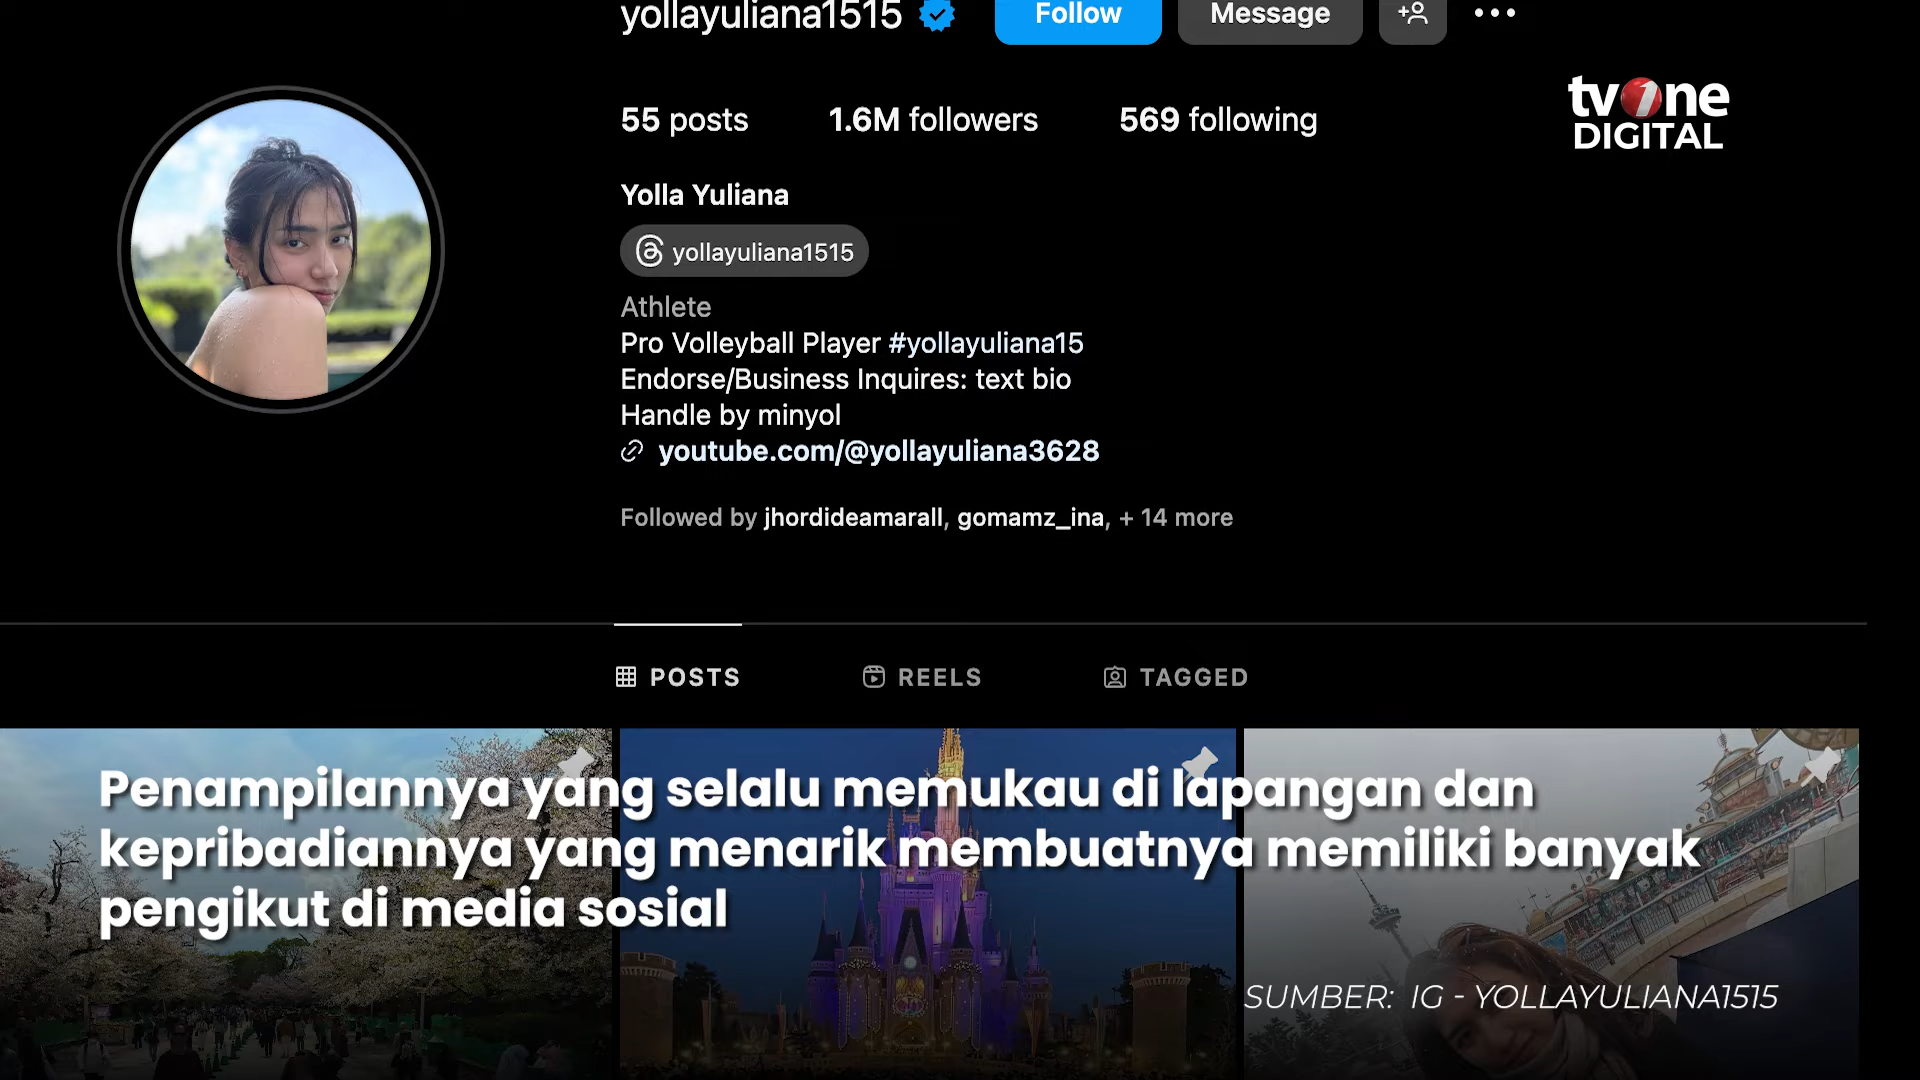 yollayuliana1515
Follow
Message
55 posts
1.6M followers
569 following
tvOne
DIGITAL
Yolla Yuliana
yollayuliana1515
Athlete
Pro Volleyball Player #yollayuliana15
Endorse/Business Inquires: text bio
Handle by minyol
youtube.com/@yollayuliana3628
Followed by jhordideamarall, gomamz_ina, + 14 more
POSTS
REELS
TAGGED
Penampilannya yang selalu memukau di lapangan dan
kepribadiannya yang menarik membuatnya memiliki banyak
pengikut di media sosial
SUMBER: IG - YOLLAYULIANA1515